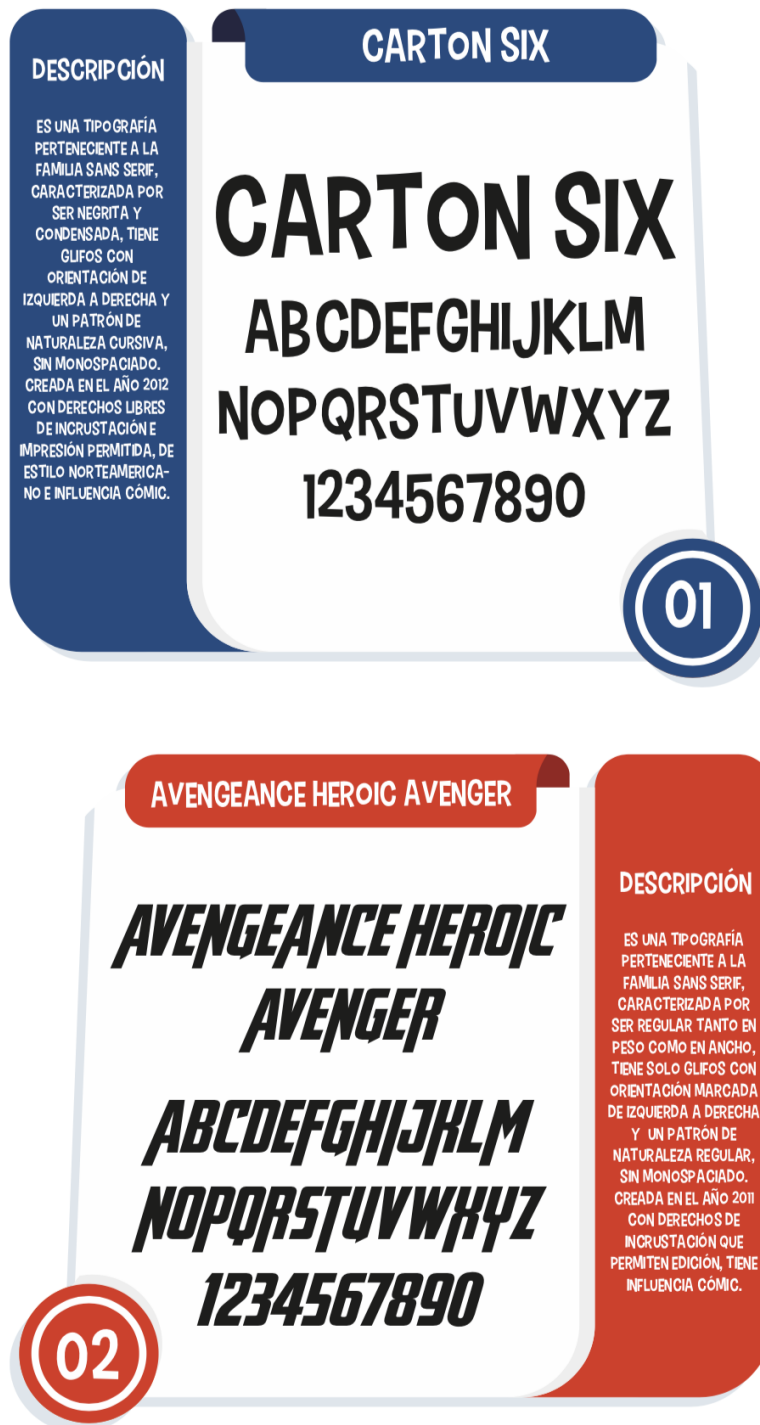 DESCRIPCIÓN
ES UNA TIPOGRAFÍA
PERTENECIENTE A LA
FAMILIA SANS SERIF,
CARACTERIZADA POR
SER NEGRITA Y
CONDENSADA, TIENE
GLIFOS CON
ORIENTACIÓN DE
IZQUIERDA A DERECHA Y
UN PATRÓN DE
NATURALEZA CURSIVA,
SIN MONOSPACIADO.
CREADA EN EL AÑO 2012
CON DERECHOS LIBRES
DE INCRUSTACIÓN E
IMPRESIÓN PERMITIDA, DE
ESTILO NORTEAMERICA-
NO E INFLUENCIA CÓMIC.
CARTON SIX
CARTON SIX
ABCDEFGHIJKLM
NOPQRSTUVWXYZ
1234567890
01
AVENGEANCE HEROIC AVENGER
AVENGEANCE HEROIC
AVENGER
ABCDEFGHIJKLM
NOPQRSTUVWXYZ
1234567890
02
DESCRIPCIÓN
ES UNA TIPOGRAFÍA
PERTENECIENTE A LA
FAMILIA SANS SERIF,
CARACTERIZADA POR
SER REGULAR TANTO EN
PESO COMO EN ANCHO,
TIENE SOLO GLIFOS CON
ORIENTACIÓN MARCADA
DE IZQUIERDA A DERECHA
Y UN PATRÓN DE
NATURALEZA REGULAR,
SIN MONOSPACIADO.
CREADA EN EL AÑO 2011
CON DERECHOS DE
INCRUSTACIÓN QUE
PERMITEN EDICIÓN, TIENE
INFLUENCIA CÓMIC.